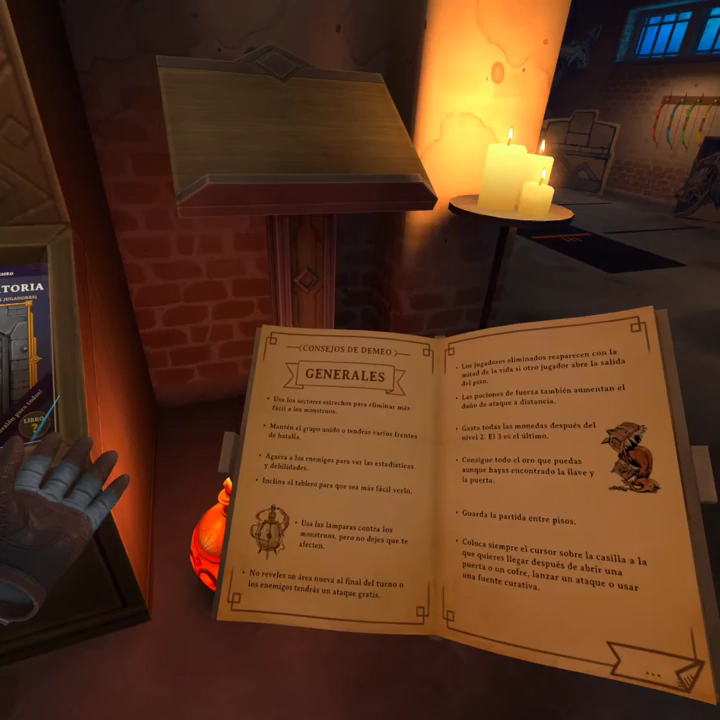 TORIA
JUGADORES)
LIBRO
?
CONSEJOS DE DEMEO
GENERALES
• Usa los sectores estrechos para eliminar más
fácil a los monstruos.
• Mantén el grupo unido o tendrás varios frentes
de batalla.
• Agarra a los enemigos para ver las estadísticas
y debilidades.
• Inclina el tablero para que sea más fácil verlo.
• Usa las lámparas contra los
monstruos, pero no dejes que te
afecten.
• No reveles un área nueva al final del turno o
los enemigos tendrán un ataque gratis.
• Los jugadores eliminados reaparecen con la
mitad de la vida si otro jugador abre la salida
del piso.
• Las pociones de fuerza también aumentan el
daño de ataque a distancia.
• Gasta todas las monedas después del
nivel 2. El 3 es el último.
• Consigue todo el oro que puedas
aunque hayas encontrado la llave y
la puerta.
• Guarda la partida entre pisos.
• Coloca siempre el cursor sobre la casilla a la
que quieres llegar después de abrir una
puerta o un cofre, lanzar un ataque o usar
una fuente curativa.
...